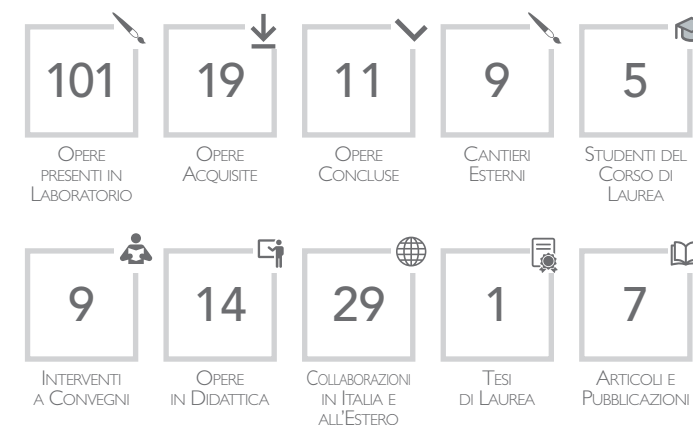 101
Opere
presenti in
Laboratorio
19
Opere
Acquisite
11
Opere
Concluse
9
Cantieri
Esterni
5
Studenti del
Corso di
Laurea
9
Interventi
a Convegni
14
Opere
in Didattica
29
Collaborazioni
in Italia e
all'Estero
1
Tesi
di Laurea
7
Articoli e
Pubblicazioni